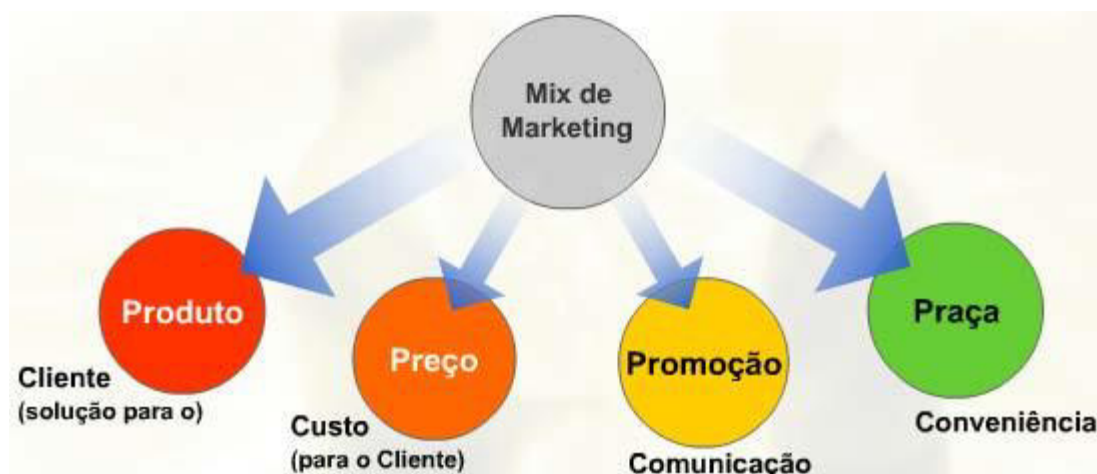 Mix de
Marketing
Produto
Cliente
(solução para o)
Preço
Custo
(para o Cliente)
Promoção
Comunicação
Praça
Conveniência